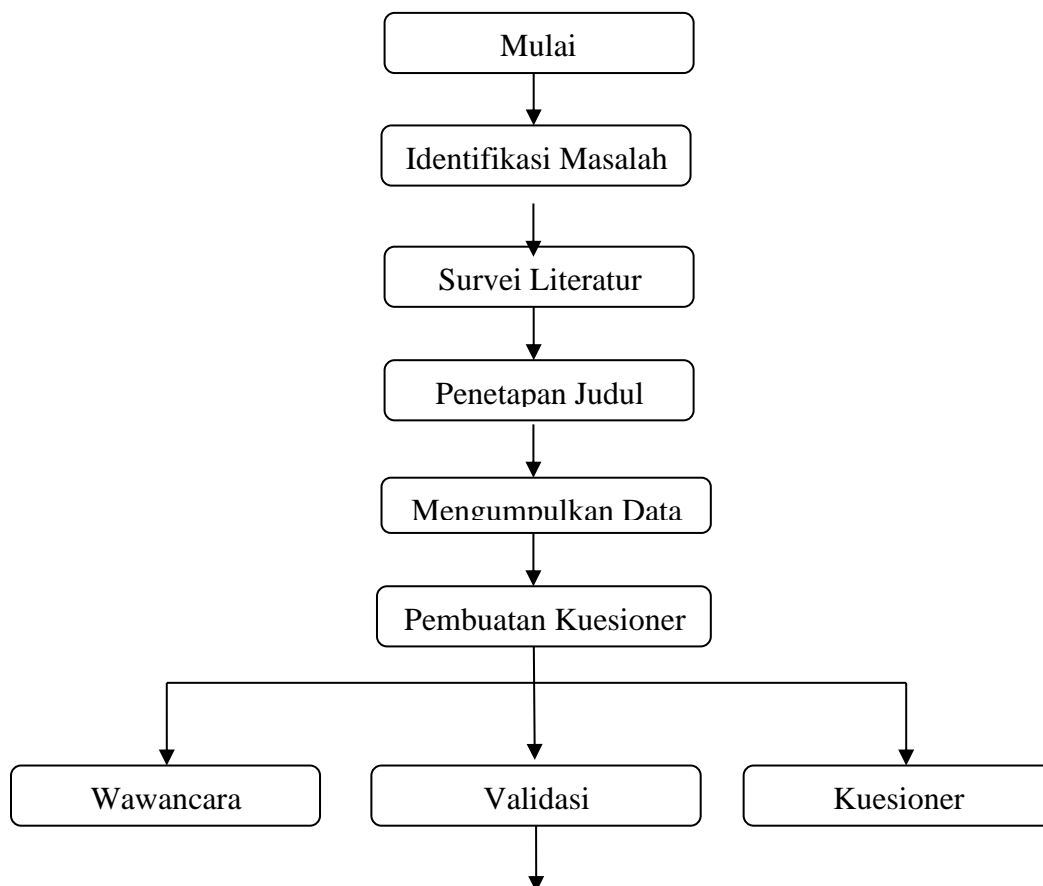 Mulai
Identifikasi Masalah
Survei Literatur
Penetapan Judul
Mengumpulkan Data
Pembuatan Kuesioner
Wawancara
Validasi
Kuesioner